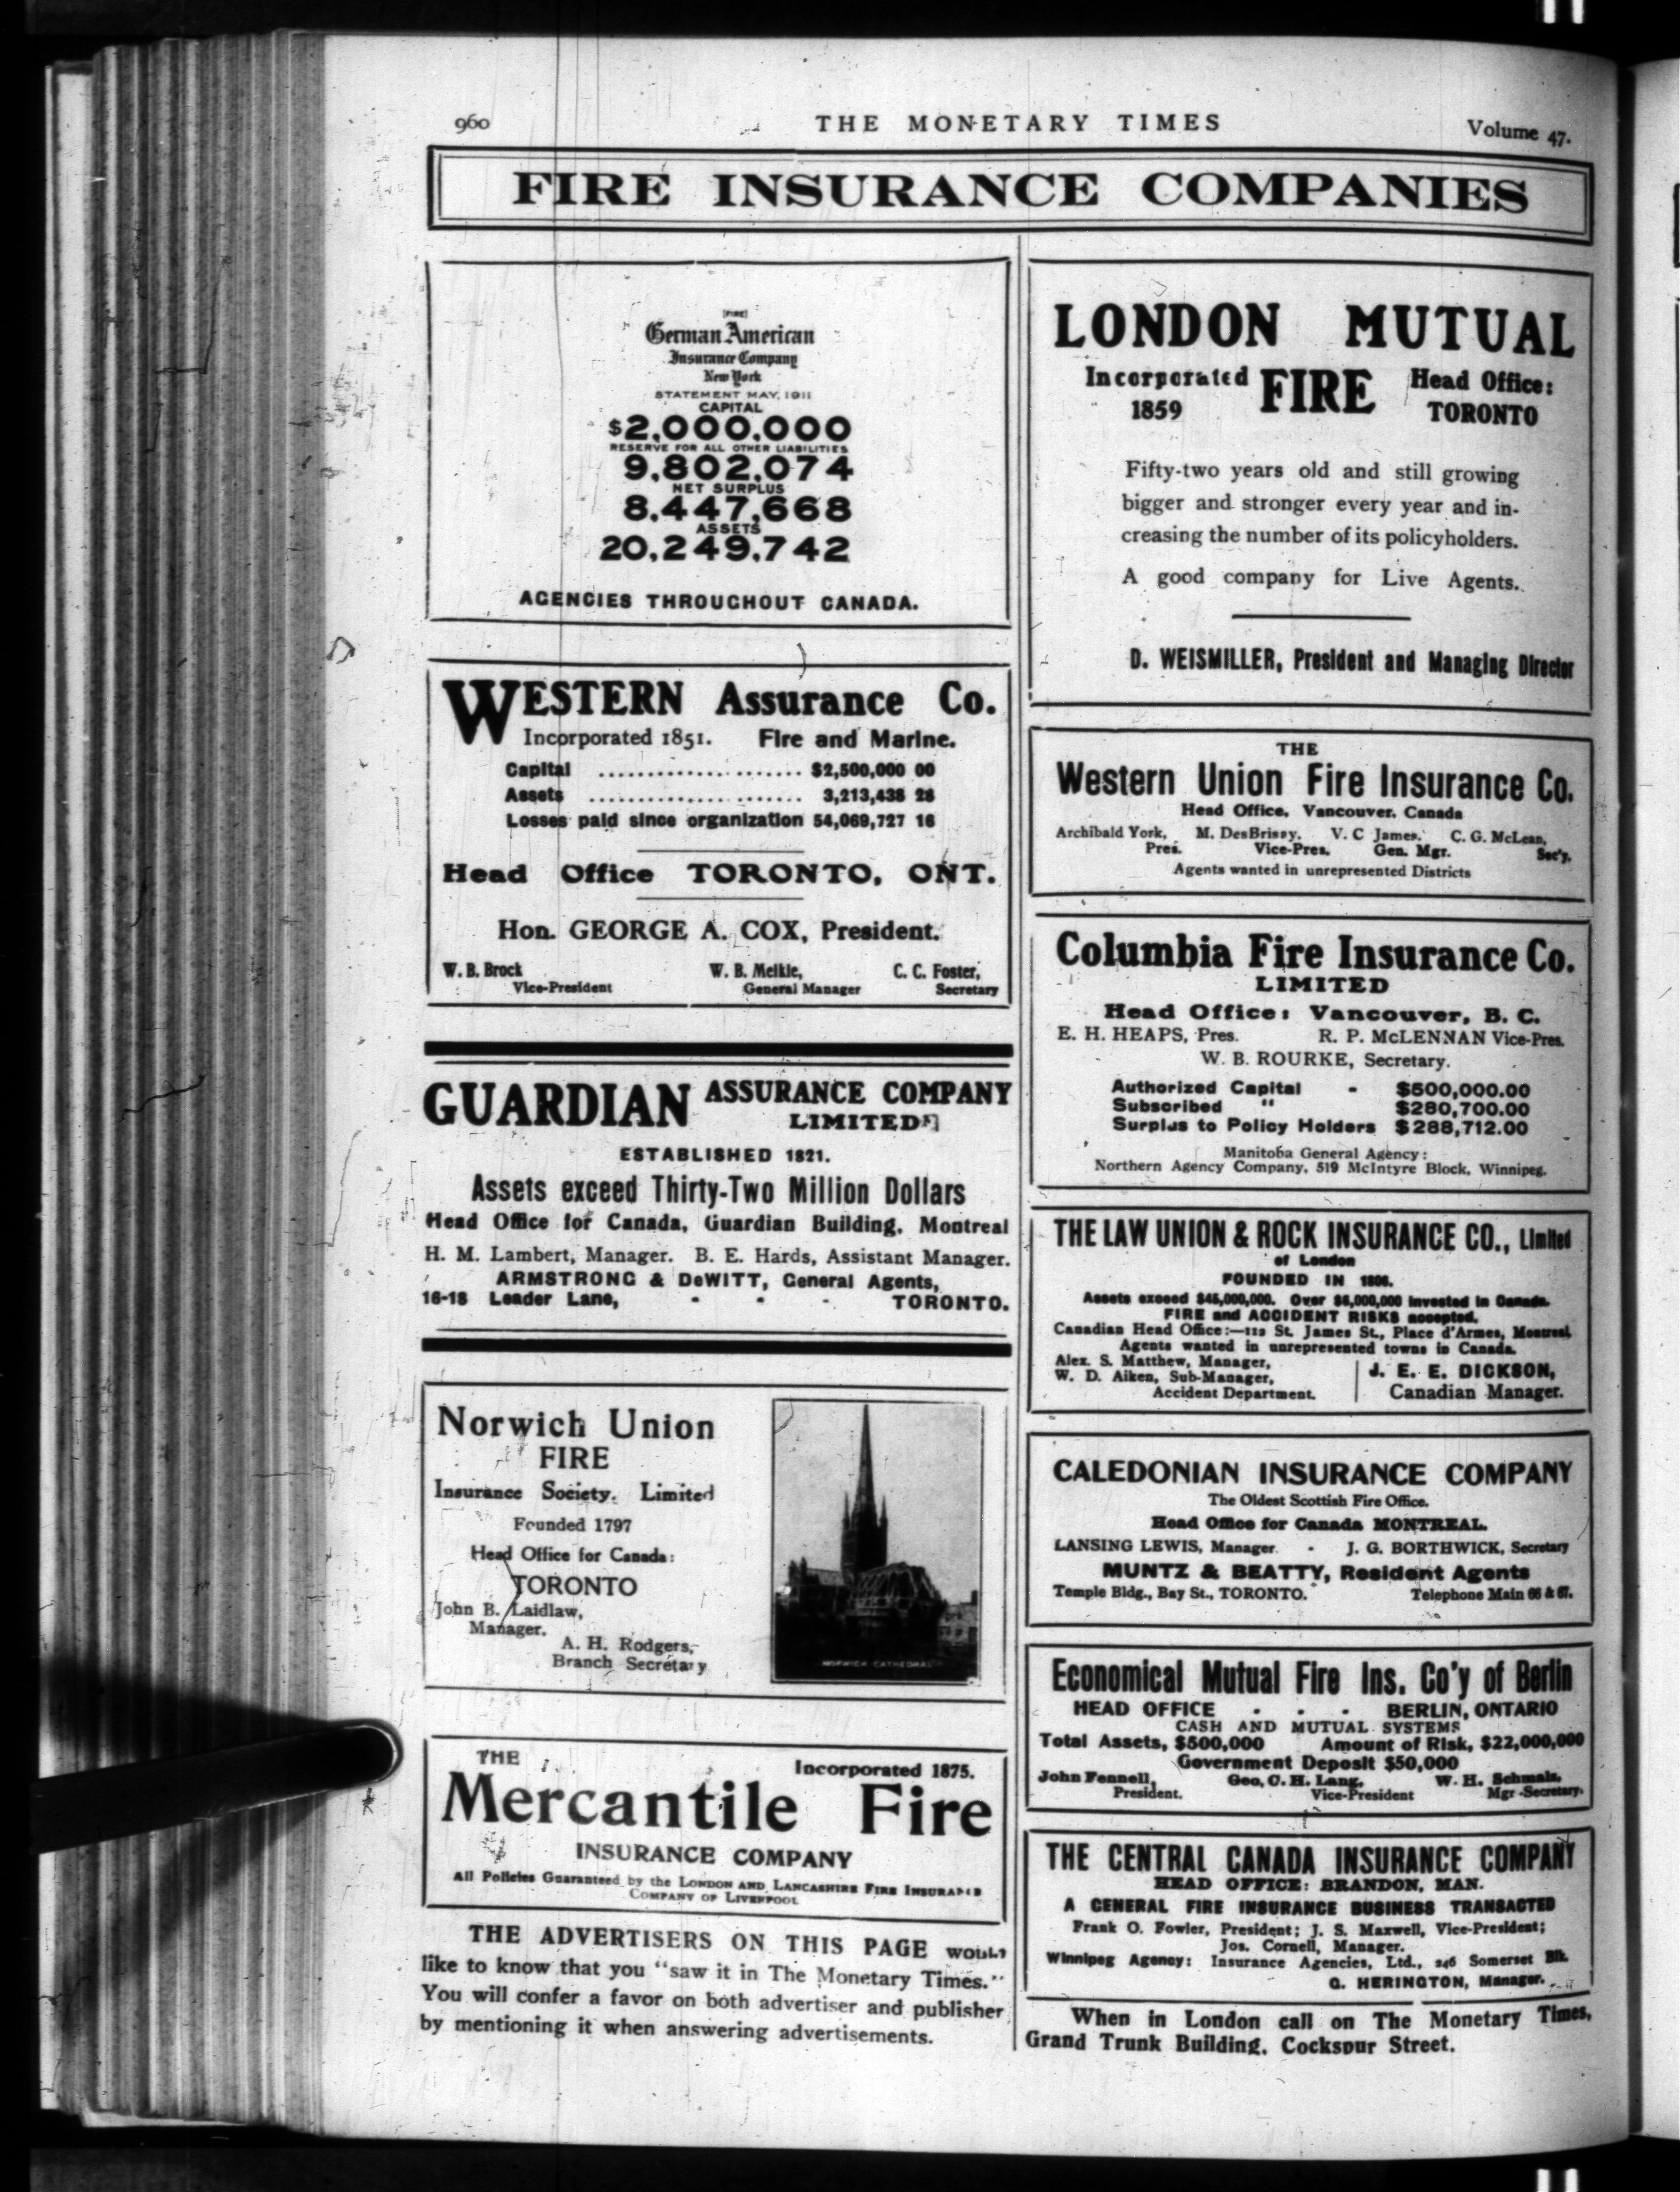 960
THE MONETARY TIMES
Volume 47.
FIRE INSURANCE COMPANIES
[FIRE]
German American
Insurance Company
New York
STATEMENT MAY, 1911
CAPITAL
$2,000,000
RESERVE FOR ALL OTHER LIABILITIES
9,802,074
NET SURPLUS
8,447,668
ASSETS
20,249,742
AGENCIES THROUGHOUT CANADA.
WESTERN Assurance Co.
Incorporated 1851. Fire and Marine.
Capital .................... $2,500,000 00
Assets .................... 3,213,438 28
Losses paid since organization 54,069,727 16
Head Office TORONTO, ONT.
Hon. GEORGE A. COX, President.
W. B. Brock W. B. Meikle, C. C. Foster,
Vice-President General Manager Secretary
GUARDIAN ASSURANCE COMPANY
LIMITED
ESTABLISHED 1821.
Assets exceed Thirty-Two Million Dollars
Head Office for Canada, Guardian Building, Montreal
H. M. Lambert, Manager. B. E. Hards, Assistant Manager.
ARMSTRONG & DeWITT, General Agents,
16-18 Leader Lane, - - - TORONTO.
Norwich Union
FIRE
Insurance Society, Limited
Founded 1797
Head Office for Canada:
TORONTO
John B. Laidlaw,
Manager.
A. H. Rodgers,
Branch Secretary
NORWICH CATHEDRAL
THE
Incorporated 1875.
Mercantile Fire
INSURANCE COMPANY
All Policies Guaranteed by the LONDON AND LANCASHIRE FIRE INSURANCE
COMPANY OF LIVERPOOL
THE ADVERTISERS ON THIS PAGE would
like to know that you "saw it in The Monetary Times."
You will confer a favor on both advertiser and publisher
by mentioning it when answering advertisements.
LONDON MUTUAL
Incorporated FIRE Head Office:
1859 TORONTO
Fifty-two years old and still growing
bigger and stronger every year and in-
creasing the number of its policyholders.
A good company for Live Agents.
D. WEISMILLER, President and Managing Director
THE
Western Union Fire Insurance Co.
Head Office, Vancouver, Canada
Archibald York, M. DesBrisay, V. C James, C. G. McLean,
Pres. Vice-Pres. Gen. Mgr. Sec'y.
Agents wanted in unrepresented Districts
Columbia Fire Insurance Co.
LIMITED
Head Office: Vancouver, B. C.
E. H. HEAPS, Pres. R. P. McLENNAN Vice-Pres.
W. B. ROURKE, Secretary.
Authorized Capital - $500,000.00
Subscribed " $280,700.00
Surplus to Policy Holders $288,712.00
Manitoba General Agency:
Northern Agency Company, 519 McIntyre Block, Winnipeg.
THE LAW UNION & ROCK INSURANCE CO., Limited
of London
FOUNDED IN 1806.
Assets exceed $45,000,000. Over $6,000,000 invested in Canada.
FIRE and ACCIDENT RISKS accepted.
Canadian Head Office:—112 St. James St., Place d'Armes, Montreal
Agents wanted in unrepresented towns in Canada.
Alex. S. Matthew, Manager,
W. D. Aiken, Sub-Manager,
Accident Department.
J. E. E. DICKSON,
Canadian Manager.
CALEDONIAN INSURANCE COMPANY
The Oldest Scottish Fire Office.
Head Office for Canada MONTREAL.
LANSING LEWIS, Manager. - J. G. BORTHWICK, Secretary
MUNTZ & BEATTY, Resident Agents
Temple Bldg., Bay St., TORONTO. Telephone Main 66 & 67.
Economical Mutual Fire Ins. Co'y of Berlin
HEAD OFFICE - - - BERLIN, ONTARIO
CASH AND MUTUAL SYSTEMS
Total Assets, $500,000 Amount of Risk, $22,000,000
Government Deposit $50,000
John Fennell, Geo, C. H. Lang, W. H. Schmalz,
President. Vice-President Mgr -Secretary.
THE CENTRAL CANADA INSURANCE COMPANY
HEAD OFFICE: BRANDON, MAN.
A GENERAL FIRE INSURANCE BUSINESS TRANSACTED
Frank O. Fowler, President; J. S. Maxwell, Vice-President;
Jos. Cornell, Manager.
Winnipeg Agency: Insurance Agencies, Ltd., 246 Somerset Blk.
G. HERINGTON, Manager.
When in London call on The Monetary Times,
Grand Trunk Building, Cockspur Street.